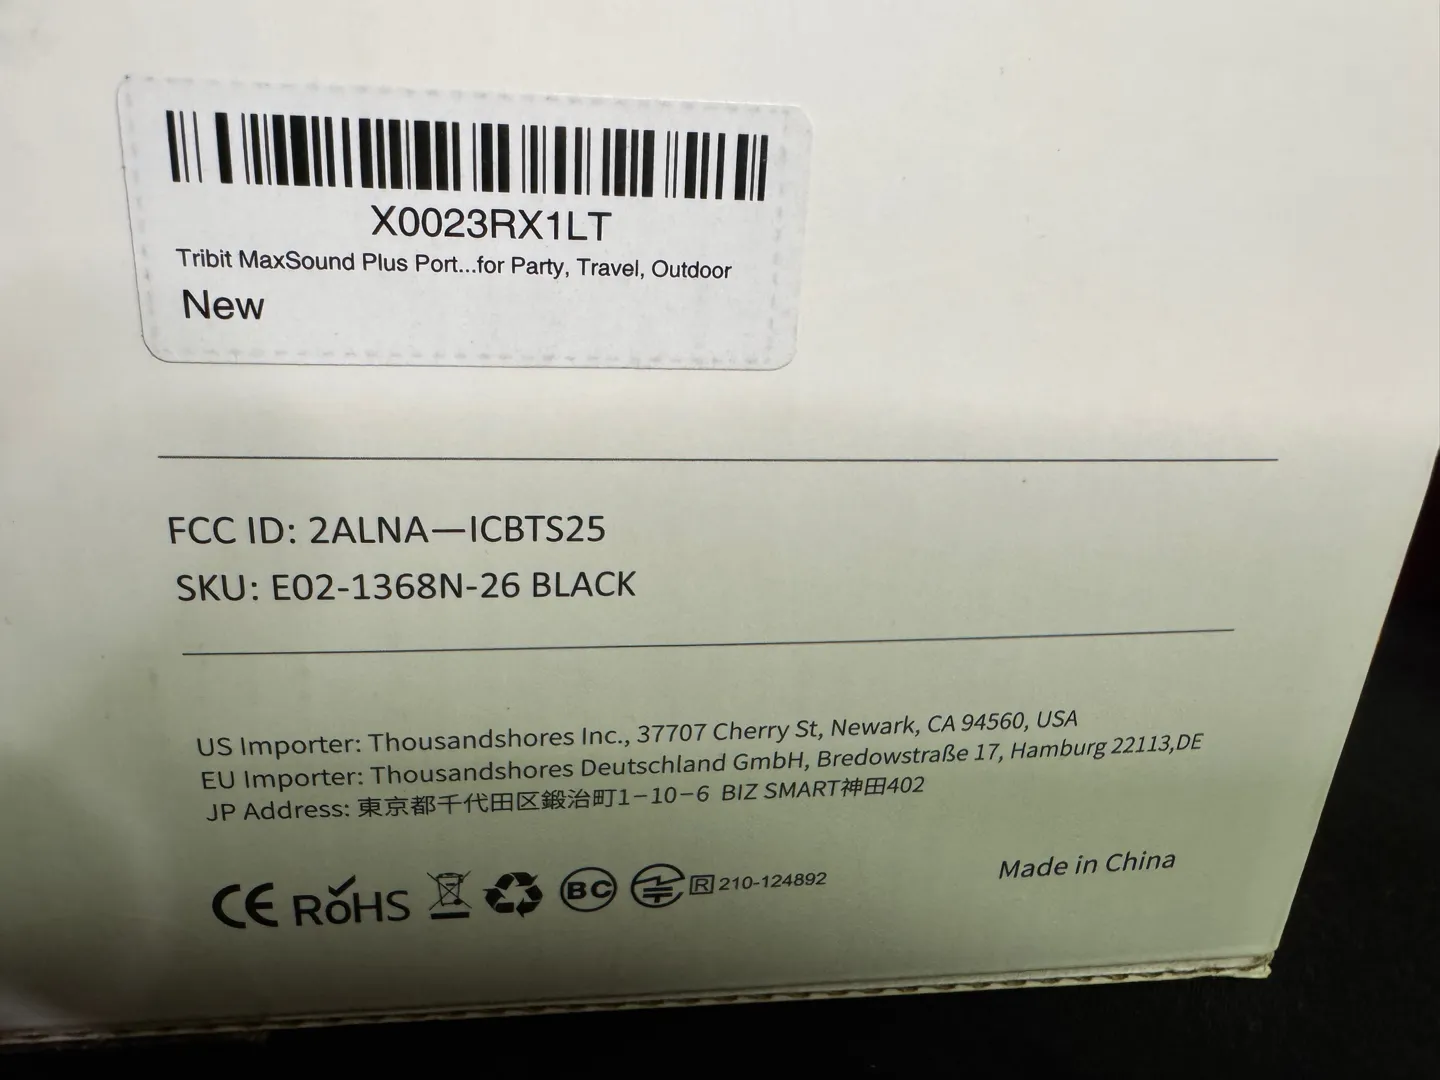 X0023RX1LT
Tribit MaxSound Plus Port...for Party, Travel, Outdoor
New
FCC ID: 2ALNA—ICBTS25
SKU: E02-1368N-26 BLACK
US Importer: Thousandshores Inc., 37707 Cherry St, Newark, CA 94560, USA
EU Importer: Thousandshores Deutschland GmbH, Bredowstraße 17, Hamburg 22113,DE
JP Address: 東京都千代田区鍛治町1−10−6 BIZ SMART神田402
CE RoHS BC R 210-124892
Made in China